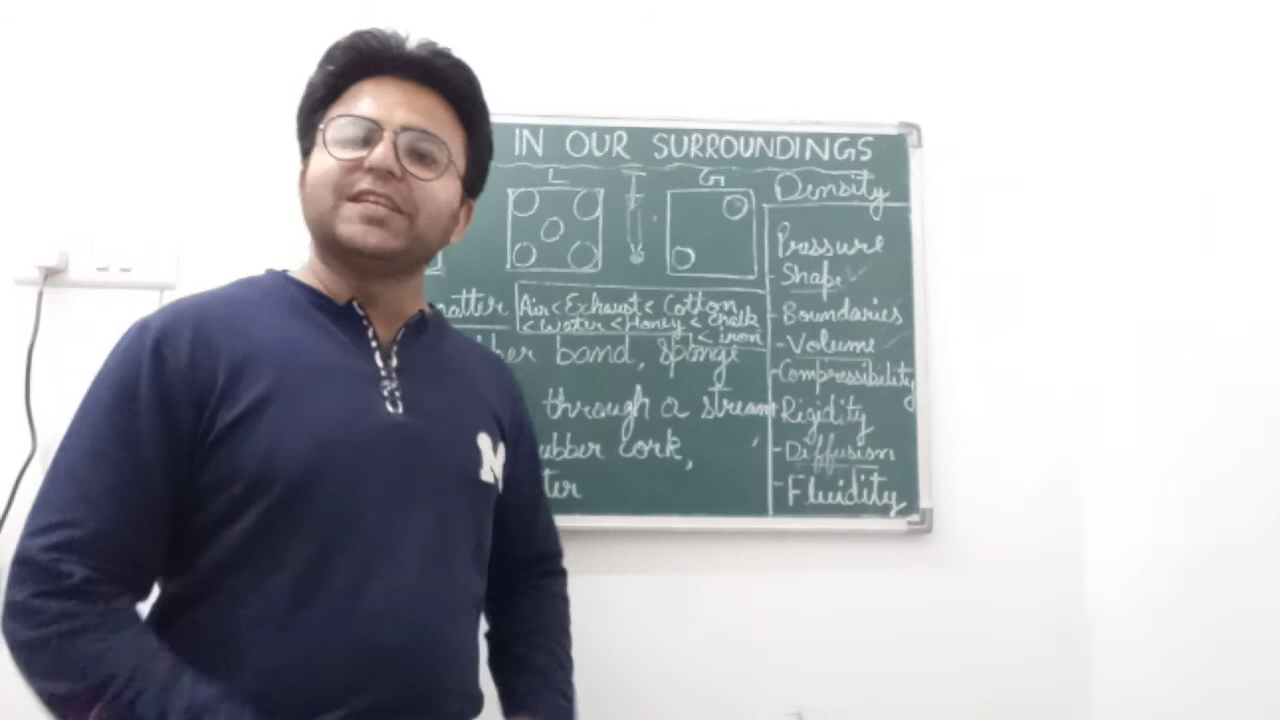 IN OUR SURROUNDINGS
L
G
Density
Pressure
- Shape
- Boundaries
- Volume
- Compressibility
- Rigidity
- Diffusion
- Fluidity
matter
Air < Exhaust < Cotton
< Water < Honey < Chalk
< iron
band, sponge
through a stream
ubber cork,
ter
N